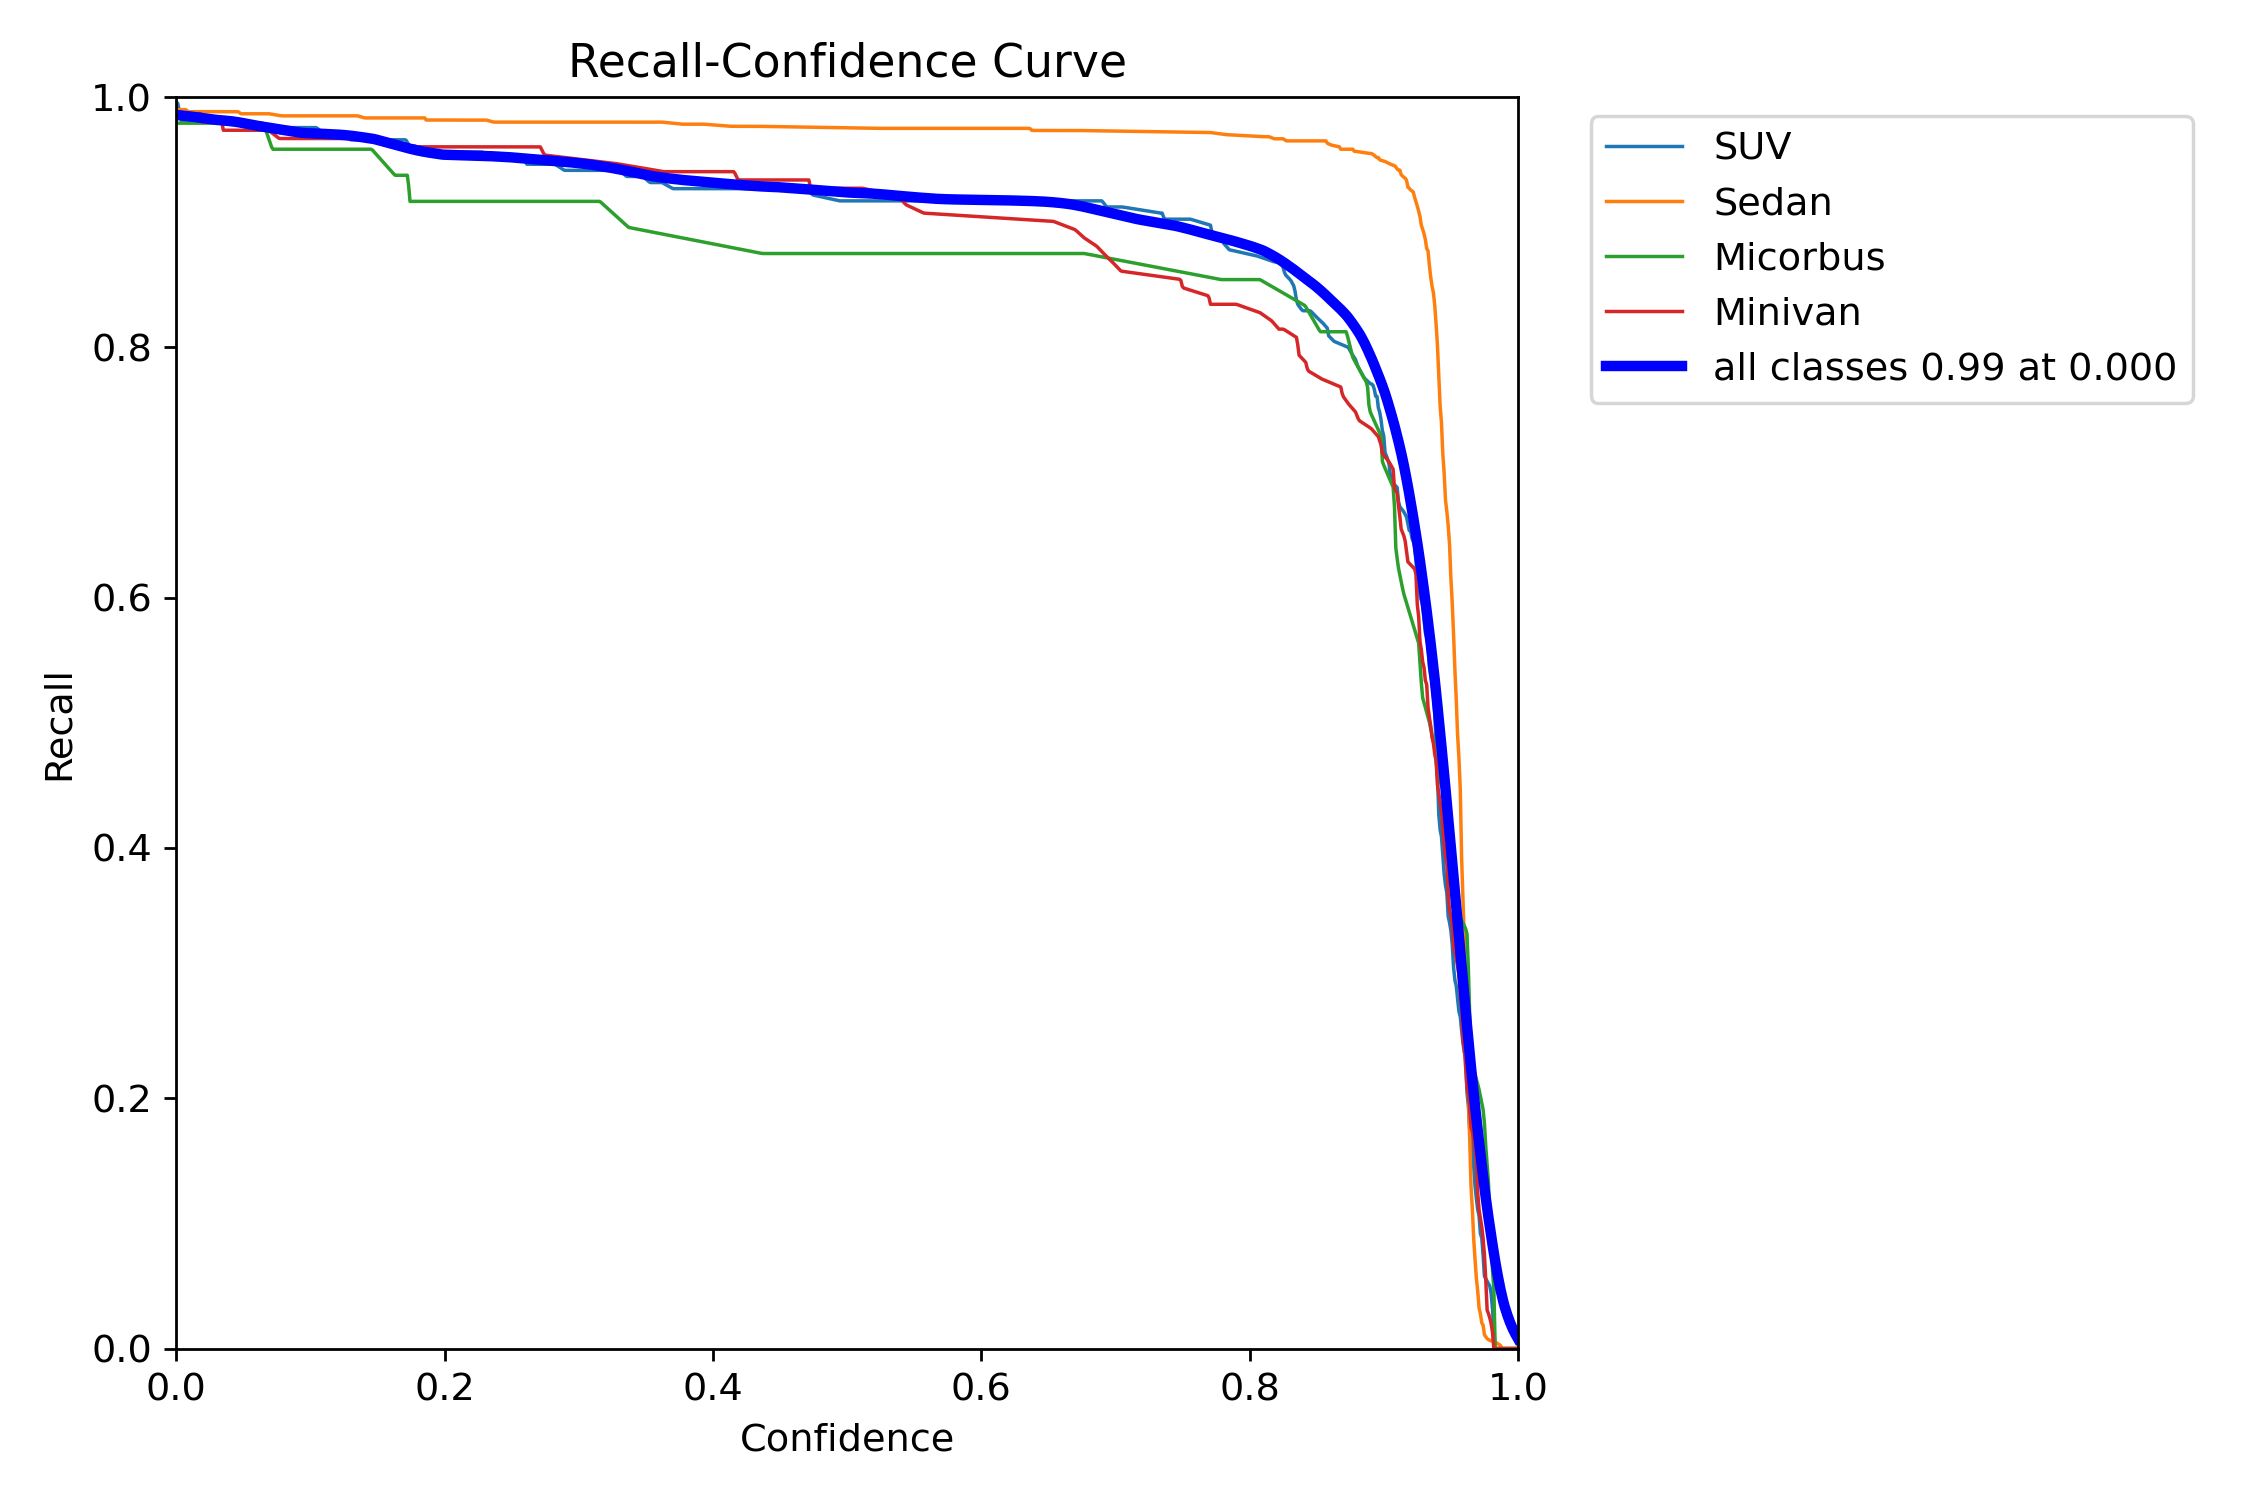 Recall-Confidence Curve
1.0
0.8
0.6
0.4
0.2
0.0
Recall
0.0 0.2 0.4 0.6 0.8 1.0
Confidence
SUV
Sedan
Micorbus
Minivan
all classes 0.99 at 0.000